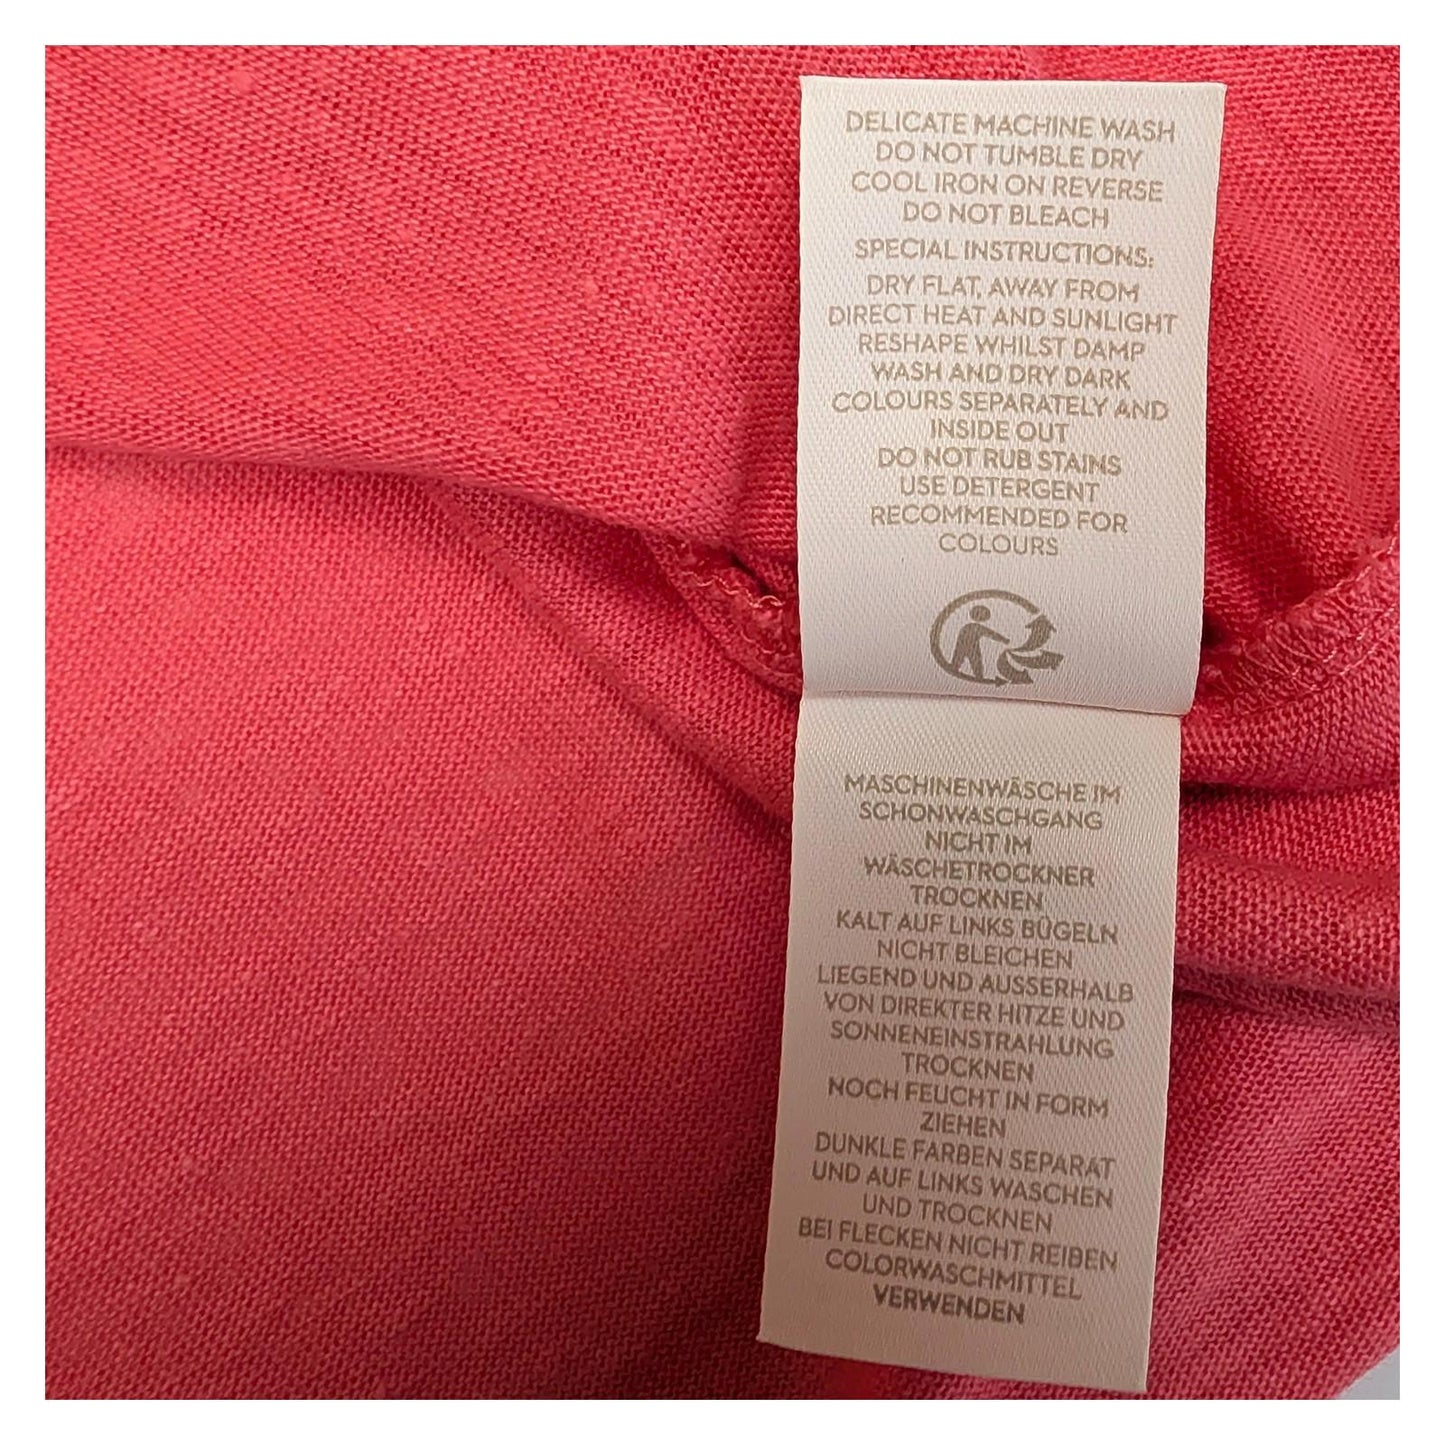 DELICATE MACHINE WASH
DO NOT TUMBLE DRY
COOL IRON ON REVERSE
DO NOT BLEACH
SPECIAL INSTRUCTIONS:
DRY FLAT, AWAY FROM
DIRECT HEAT AND SUNLIGHT
RESHAPE WHILST DAMP
WASH AND DRY DARK
COLOURS SEPARATELY AND
INSIDE OUT
DO NOT RUB STAINS
USE DETERGENT
RECOMMENDED FOR
COLOURS
MASCHINENWÄSCHE IM
SCHONWASCHGANG
NICHT IM
WÄSCHETROCKNER
TROCKNEN
KALT AUF LINKS BÜGELN
NICHT BLEICHEN
LIEGEND UND AUSSERHALB
VON DIREKTER HITZE UND
SONNENEINSTRAHLUNG
TROCKNEN
NOCH FEUCHT IN FORM
ZIEHEN
DUNKLE FARBEN SEPARAT
UND AUF LINKS WASCHEN
UND TROCKNEN
BEI FLECKEN NICHT REIBEN
COLORWASCHMITTEL
VERWENDEN